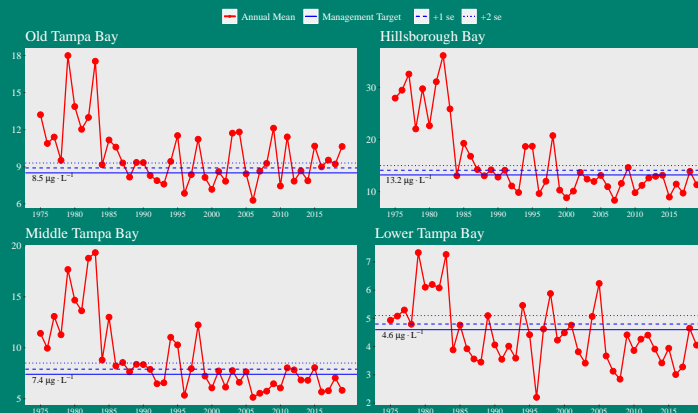 Annual Mean Management Target +1 se +2 se
Old Tampa Bay
18
15
12
9
6
8.5 µg · L⁻¹
1975 1980 1985 1990 1995 2000 2005 2010 2015
Hillsborough Bay
30
20
10
13.2 µg · L⁻¹
1975 1980 1985 1990 1995 2000 2005 2010 2015
Middle Tampa Bay
20
15
10
5
7.4 µg · L⁻¹
1975 1980 1985 1990 1995 2000 2005 2010 2015
Lower Tampa Bay
7
6
5
4
3
2
4.6 µg · L⁻¹
1975 1980 1985 1990 1995 2000 2005 2010 2015